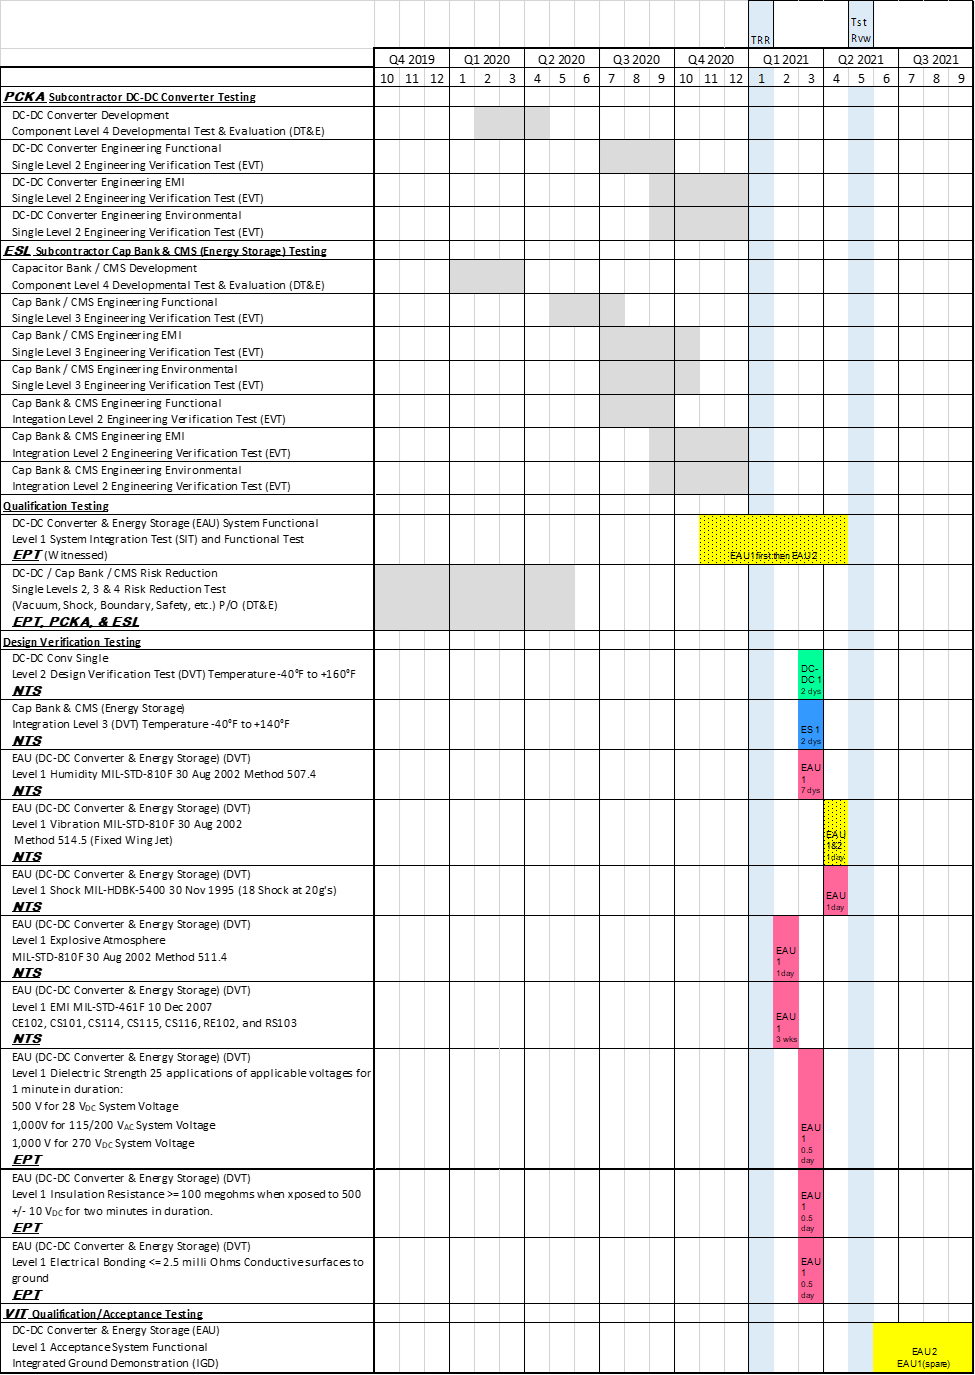 TRR
Tst
Rvw
Q4 2019 Q1 2020 Q2 2020 Q3 2020 Q4 2020 Q1 2021 Q2 2021 Q3 2021
10 11 12 1 2 3 4 5 6 7 8 9 10 11 12 1 2 3 4 5 6 7 8 9
PCKA Subcontractor DC-DC Converter Testing
DC-DC Converter Development
Component Level 4 Developmental Test & Evaluation (DT&E)
DC-DC Converter Engineering Functional
Single Level 2 Engineering Verification Test (EVT)
DC-DC Converter Engineering EMI
Single Level 2 Engineering Verification Test (EVT)
DC-DC Converter Engineering Environmental
Single Level 2 Engineering Verification Test (EVT)
ESL Subcontractor Cap Bank & CMS (Energy Storage) Testing
Capacitor Bank / CMS Development
Component Level 4 Developmental Test & Evaluation (DT&E)
Cap Bank / CMS Engineering Functional
Single Level 3 Engineering Verification Test (EVT)
Cap Bank / CMS Engineering EMI
Single Level 3 Engineering Verification Test (EVT)
Cap Bank / CMS Engineering Environmental
Single Level 3 Engineering Verification Test (EVT)
Cap Bank & CMS Engineering Functional
Integation Level 2 Engineering Verification Test (EVT)
Cap Bank & CMS Engineering EMI
Integration Level 2 Engineering Verification Test (EVT)
Cap Bank & CMS Engineering Environmental
Integration Level 2 Engineering Verification Test (EVT)
Qualification Testing
DC-DC Converter & Energy Storage (EAU) System Functional
Level 1 System Integration Test (SIT) and Functional Test
EPT (Witnessed)
EAU1 first then EAU2
DC-DC / Cap Bank / CMS Risk Reduction
Single Levels 2, 3 & 4 Risk Reduction Test
(Vacuum, Shock, Boundary, Safety, etc.) P/O (DT&E)
EPT, PCKA, & ESL
Design Verification Testing
DC-DC Conv Single
Level 2 Design Verification Test (DVT) Temperature -40°F to +160°F
NTS
DC-
DC 1
2 dys
Cap Bank & CMS (Energy Storage)
Integration Level 3 (DVT) Temperature -40°F to +140°F
NTS
ES 1
2 dys
EAU (DC-DC Converter & Energy Storage) (DVT)
Level 1 Humidity MIL-STD-810F 30 Aug 2002 Method 507.4
NTS
EAU
1
7 dys
EAU (DC-DC Converter & Energy Storage) (DVT)
Level 1 Vibration MIL-STD-810F 30 Aug 2002
Method 514.5 (Fixed Wing Jet)
NTS
EAU
1&2
1day
EAU (DC-DC Converter & Energy Storage) (DVT)
Level 1 Shock MIL-HDBK-5400 30 Nov 1995 (18 Shock at 20g's)
NTS
EAU
1day
EAU (DC-DC Converter & Energy Storage) (DVT)
Level 1 Explosive Atmosphere
MIL-STD-810F 30 Aug 2002 Method 511.4
NTS
EAU
1
1day
EAU (DC-DC Converter & Energy Storage) (DVT)
Level 1 EMI MIL-STD-461F 10 Dec 2007
CE102, CS101, CS114, CS115, CS116, RE102, and RS103
NTS
EAU
1
3 wks
EAU (DC-DC Converter & Energy Storage) (DVT)
Level 1 Dielectric Strength 25 applications of applicable voltages for
1 minute in duration:
500 V for 28 VDC System Voltage
1,000V for 115/200 VAC System Voltage
1,000 V for 270 VDC System Voltage
EPT
EAU
1
0.5
day
EAU (DC-DC Converter & Energy Storage) (DVT)
Level 1 Insulation Resistance >= 100 megohms when xposed to 500
+/- 10 VDC for two minutes in duration.
EPT
EAU
1
0.5
day
EAU (DC-DC Converter & Energy Storage) (DVT)
Level 1 Electrical Bonding <= 2.5 milli Ohms Conductive surfaces to
ground
EPT
EAU
1
0.5
day
VIT Qualification/Acceptance Testing
DC-DC Converter & Energy Storage (EAU)
Level 1 Acceptance System Functional
Integrated Ground Demonstration (IGD)
EAU2
EAU1(spare)